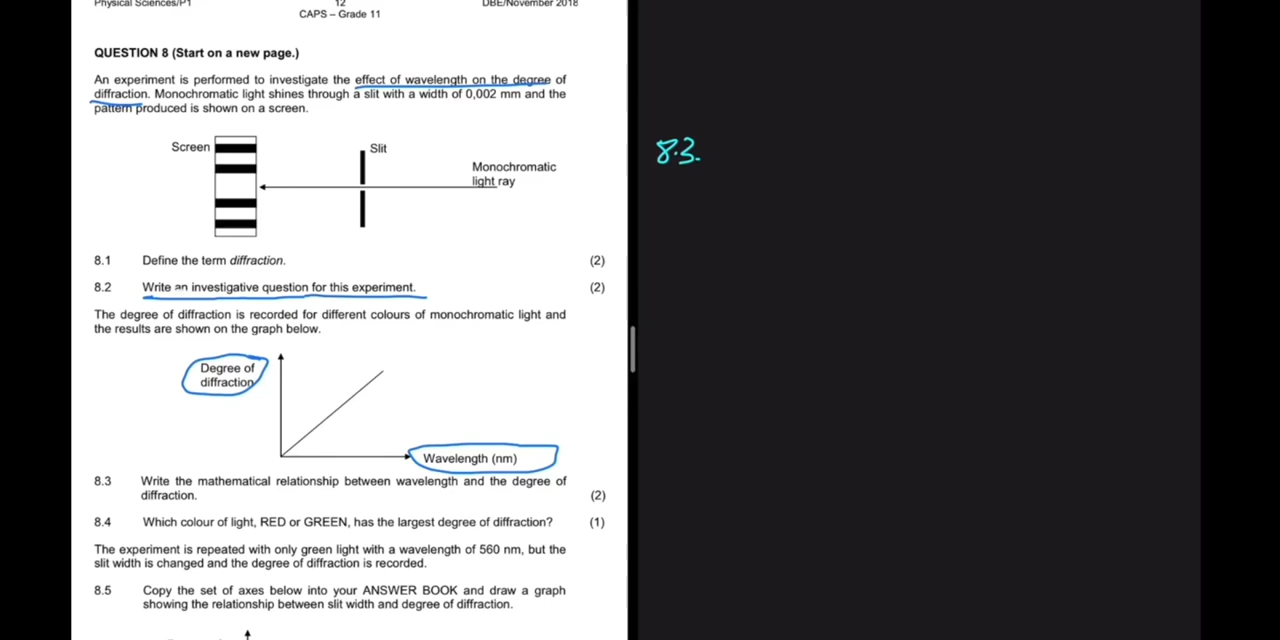 Physical Sciences/P1 12 DBE/November 2018
CAPS – Grade 11
QUESTION 8 (Start on a new page.)
An experiment is performed to investigate the effect of wavelength on the degree of
diffraction. Monochromatic light shines through a slit with a width of 0,002 mm and the
pattern produced is shown on a screen.
Screen
Slit
Monochromatic
light ray
8.3.
8.1 Define the term diffraction. (2)
8.2 Write an investigative question for this experiment. (2)
The degree of diffraction is recorded for different colours of monochromatic light and
the results are shown on the graph below.
Degree of
diffraction
Wavelength (nm)
8.3 Write the mathematical relationship between wavelength and the degree of
diffraction. (2)
8.4 Which colour of light, RED or GREEN, has the largest degree of diffraction? (1)
The experiment is repeated with only green light with a wavelength of 560 nm, but the
slit width is changed and the degree of diffraction is recorded.
8.5 Copy the set of axes below into your ANSWER BOOK and draw a graph
showing the relationship between slit width and degree of diffraction.